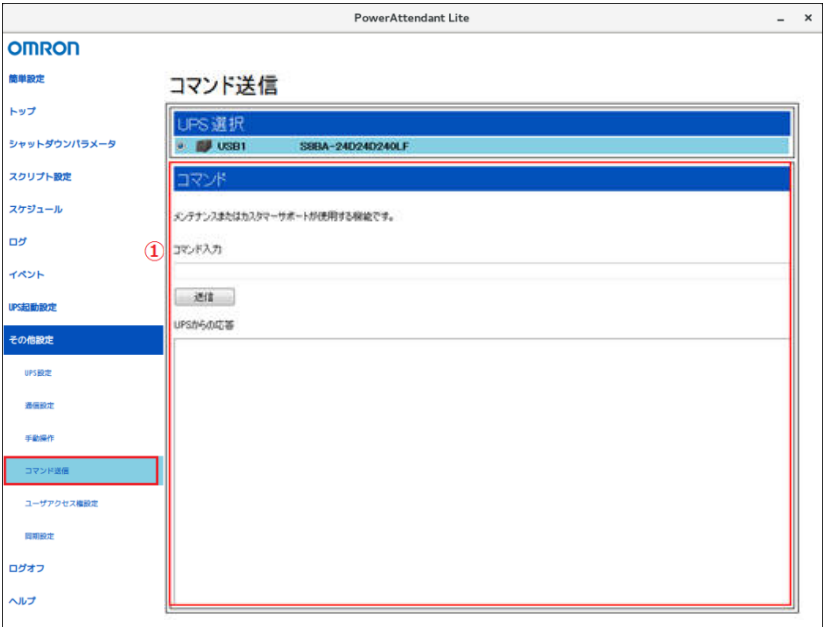 PowerAttendant Lite
OMRON
簡単設定
トップ
シャットダウンパラメータ
スクリプト設定
スケジュール
ログ
イベント
UPS起動設定
その他設定
UPS設定
通信設定
手動操作
コマンド送信
ユーザアクセス権設定
同期設定
ログオフ
ヘルプ
コマンド送信
UPS選択
USB1 S8BA-24D24D240LF
①
コマンド
メンテナンスまたはカスタマーサポートが使用する機能です。
コマンド入力
送信
UPSからの応答